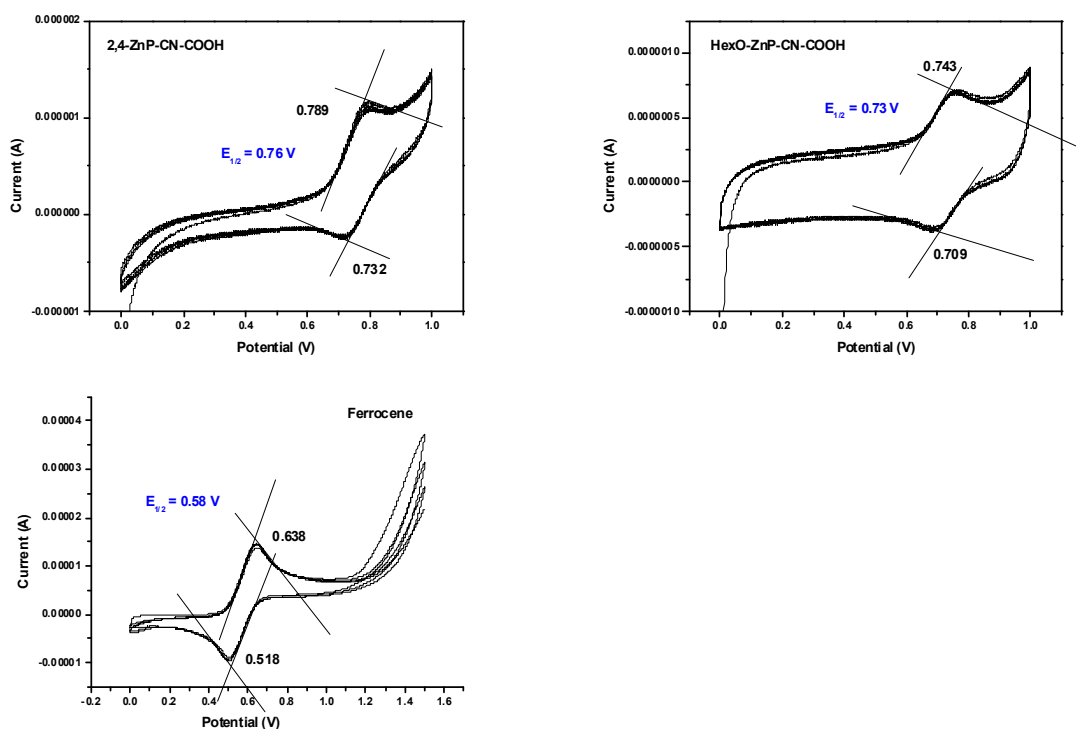 2,4-ZnP-CN-COOH
0.000002
0.000001
0.000000
-0.000001
Current (A)
0.789
E1/2 = 0.76 V
0.732
0.0 0.2 0.4 0.6 0.8 1.0
Potential (V)
HexO-ZnP-CN-COOH
0.0000010
0.0000005
0.0000000
-0.0000005
-0.0000010
Current (A)
0.743
E1/2 = 0.73 V
0.709
0.0 0.2 0.4 0.6 0.8 1.0
Potential (V)
Ferrocene
0.00004
0.00003
0.00002
0.00001
0.00000
-0.00001
Current (A)
E1/2 = 0.58 V
0.638
0.518
-0.2 0.0 0.2 0.4 0.6 0.8 1.0 1.2 1.4 1.6
Potential (V)